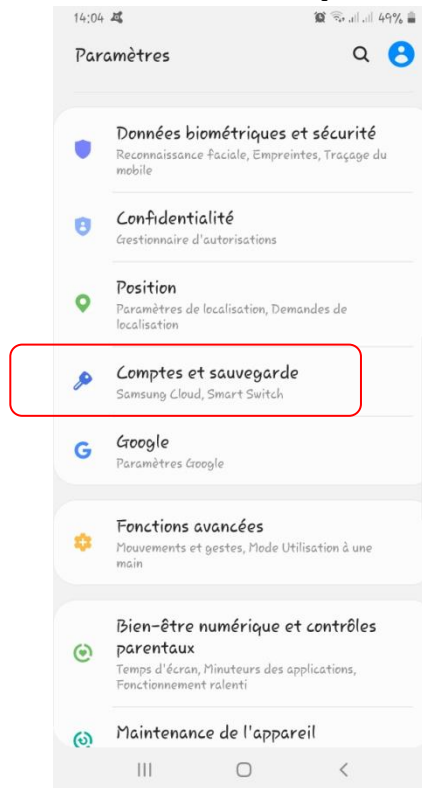 14:04 49%
Paramètres
Données biométriques et sécurité
Reconnaissance faciale, Empreintes, Traçage du
mobile
Confidentialité
Gestionnaire d'autorisations
Position
Paramètres de localisation, Demandes de
localisation
Comptes et sauvegarde
Samsung Cloud, Smart Switch
G Google
Paramètres Google
Fonctions avancées
Mouvements et gestes, Mode Utilisation à une
main
Bien-être numérique et contrôles
parentaux
Temps d'écran, Minuteurs des applications,
Fonctionnement ralenti
Maintenance de l'appareil